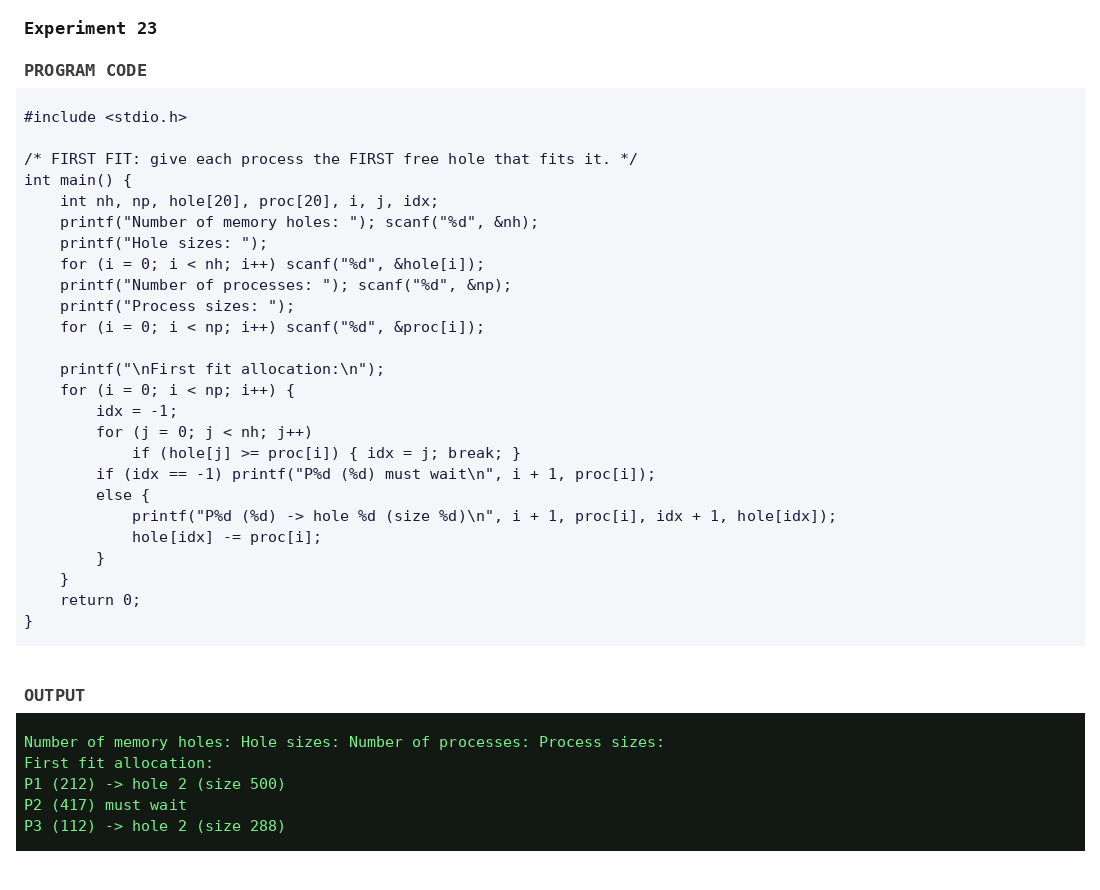 Experiment 23
PROGRAM CODE
#include <stdio.h>
/* FIRST FIT: give each process the FIRST free hole that fits it. */
int main() {
    int nh, np, hole[20], proc[20], i, j, idx;
    printf("Number of memory holes: "); scanf("%d", &nh);
    printf("Hole sizes: ");
    for (i = 0; i < nh; i++) scanf("%d", &hole[i]);
    printf("Number of processes: "); scanf("%d", &np);
    printf("Process sizes: ");
    for (i = 0; i < np; i++) scanf("%d", &proc[i]);
    printf("\nFirst fit allocation:\n");
    for (i = 0; i < np; i++) {
        idx = -1;
        for (j = 0; j < nh; j++)
            if (hole[j] >= proc[i]) { idx = j; break; }
        if (idx == -1) printf("P%d (%d) must wait\n", i + 1, proc[i]);
        else {
            printf("P%d (%d) -> hole %d (size %d)\n", i + 1, proc[i], idx + 1, hole[idx]);
            hole[idx] -= proc[i];
        }
    }
    return 0;
}
OUTPUT
Number of memory holes: Hole sizes: Number of processes: Process sizes:
First fit allocation:
P1 (212) -> hole 2 (size 500)
P2 (417) must wait
P3 (112) -> hole 2 (size 288)